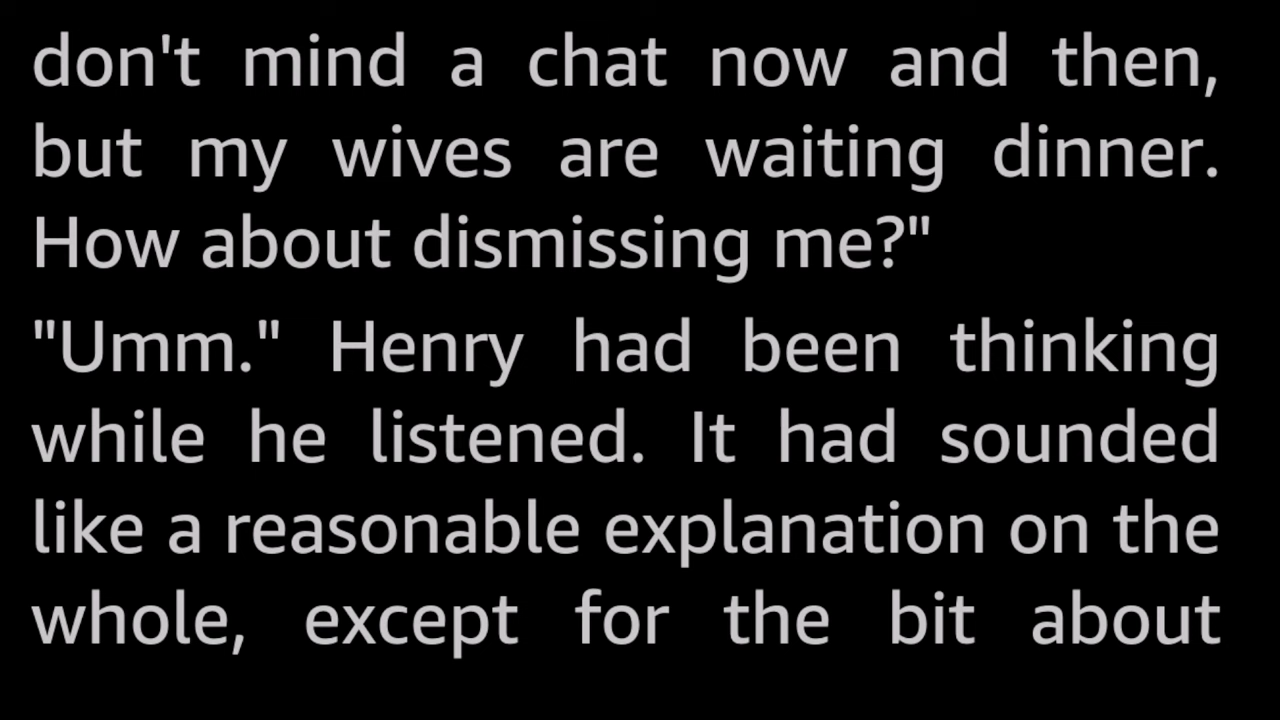 don't mind a chat now and then,
but my wives are waiting dinner.
How about dismissing me?"
"Umm." Henry had been thinking
while he listened. It had sounded
like a reasonable explanation on the
whole, except for the bit about